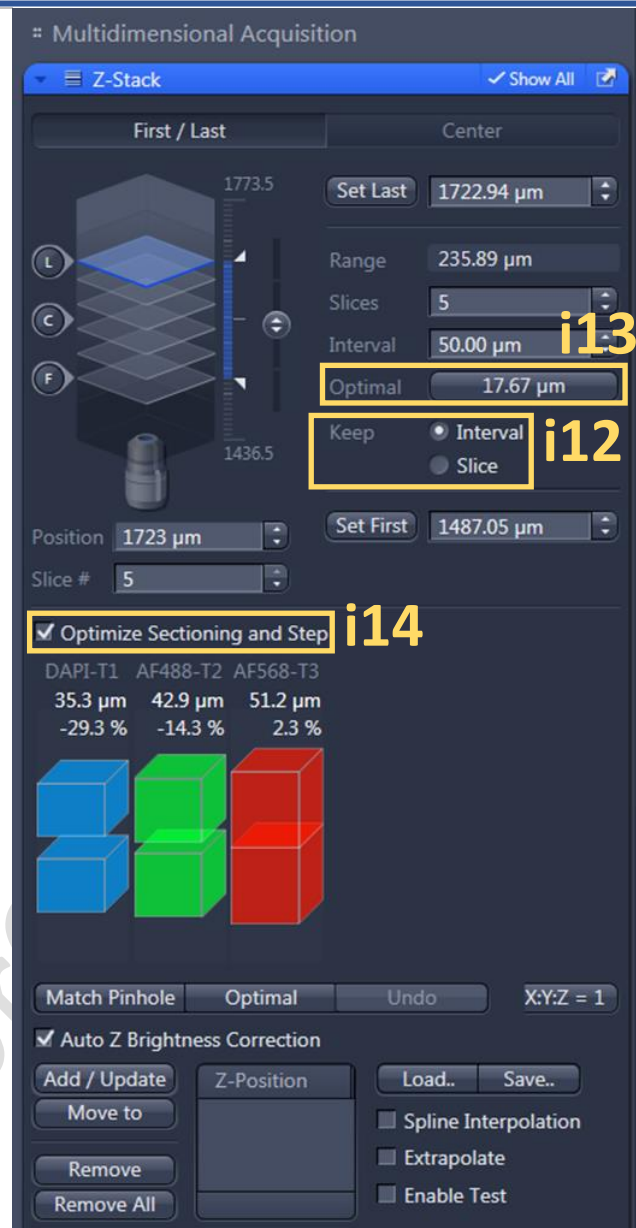 Multidimensional Acquisition
Z-Stack Show All
First / Last Center
1773.5
Set Last 1722.94 µm
L
Range 235.89 µm
Slices 5
C
Interval 50.00 µm i13
F
Optimal 17.67 µm
Keep Interval i12
1436.5
Slice
Position 1723 µm
Set First 1487.05 µm
Slice # 5
Optimize Sectioning and Step i14
DAPI-T1 AF488-T2 AF568-T3
35.3 µm 42.9 µm 51.2 µm
-29.3 % -14.3 % 2.3 %
Match Pinhole Optimal Undo X:Y:Z = 1
Auto Z Brightness Correction
Add / Update Z-Position Load.. Save..
Move to
Spline Interpolation
Remove
Extrapolate
Remove All
Enable Test